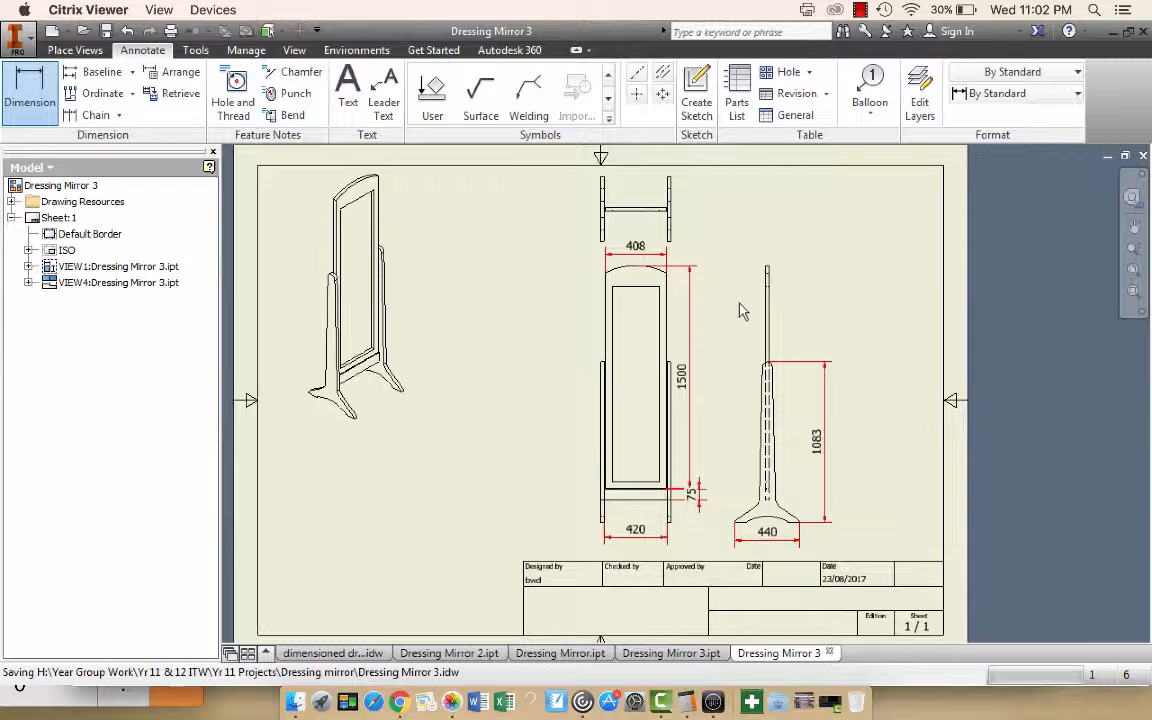 Citrix Viewer View Devices 30% Wed 11:02 PM
Dressing Mirror 3 Type a keyword or phrase Sign In
PRO Place Views Annotate Tools Manage View Environments Get Started Autodesk 360
Dimension Baseline Ordinate Chain Arrange Retrieve
Hole and Thread Chamfer Punch Bend
Text Leader Text
User Surface Welding Impor...
Create Sketch
Parts List Hole Revision General
Balloon
Edit Layers
By Standard
By Standard
Dimension Feature Notes Text Symbols Sketch Table Format
Model
Dressing Mirror 3
Drawing Resources
Sheet:1
Default Border
ISO
VIEW1:Dressing Mirror 3.ipt
VIEW4:Dressing Mirror 3.ipt
408
1500
75
420
1083
440
Designed by Checked by Approved by Date Date
bwd 23/08/2017
Edition Sheet
1 / 1
dimensioned dr...idw Dressing Mirror 2.ipt Dressing Mirror.ipt Dressing Mirror 3.ipt Dressing Mirror 3
Saving H:\Year Group Work\Yr 11 & 12 ITW\Yr 11 Projects\Dressing mirror\Dressing Mirror 3.idw 1 6